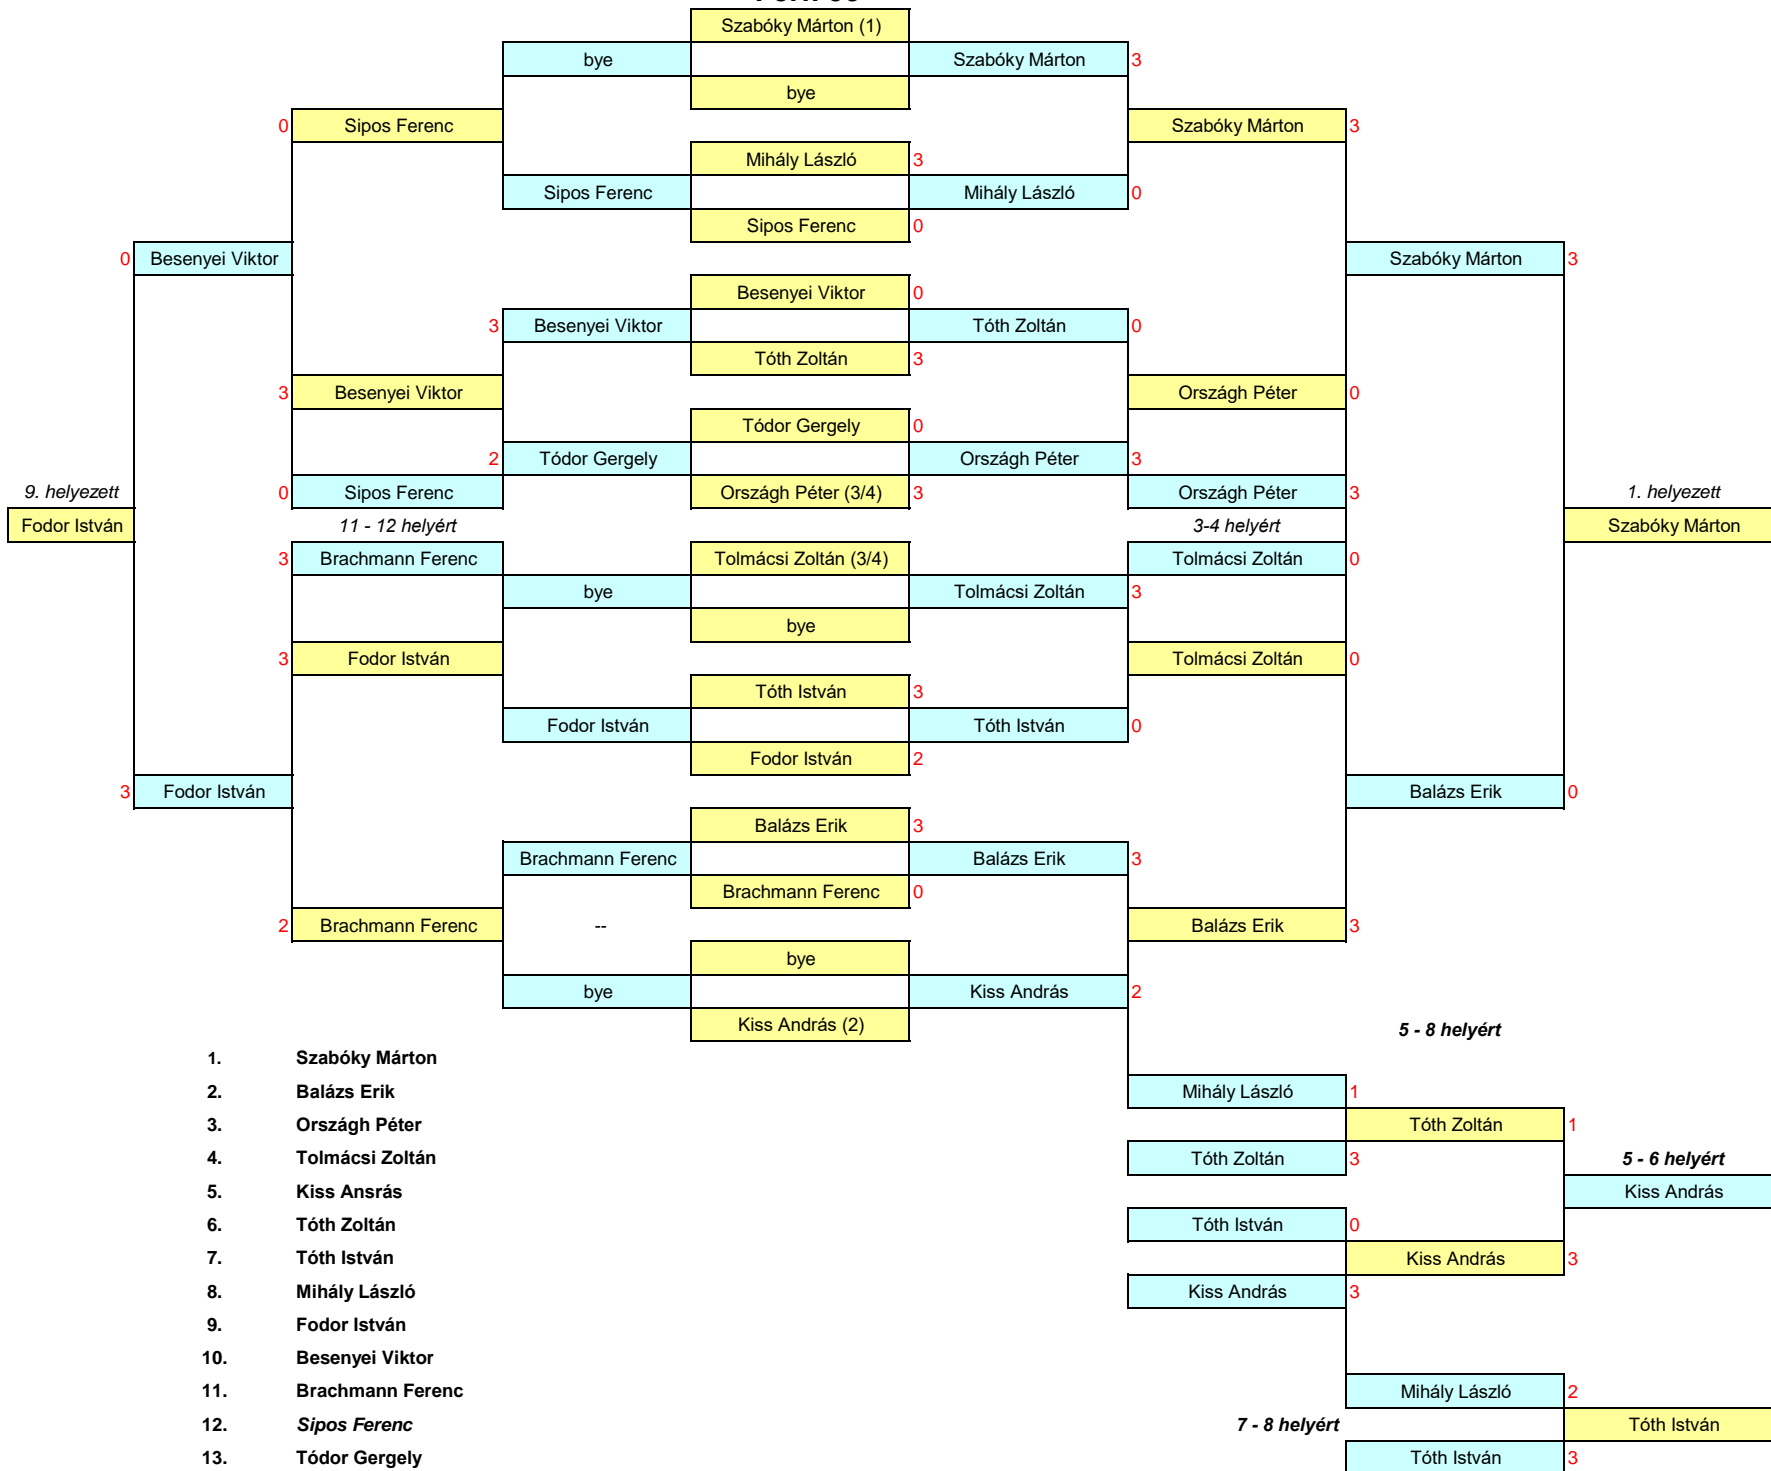 Szabóky Márton (1)
bye Szabóky Márton 3
bye
0 Sipos Ferenc Szabóky Márton 3
Mihály László 3
Sipos Ferenc Mihály László 0
Sipos Ferenc 0
0 Besenyei Viktor Szabóky Márton 3
Besenyei Viktor 0
3 Besenyei Viktor Tóth Zoltán 0
Tóth Zoltán 3
3 Besenyei Viktor Országh Péter 0
Tódor Gergely 0
2 Tódor Gergely Országh Péter 3
9. helyezett 0 Sipos Ferenc Országh Péter (3/4) 3 Országh Péter 3 1. helyezett
Fodor István 11 - 12 helyért 3-4 helyért Szabóky Márton
3 Brachmann Ferenc Tolmácsi Zoltán (3/4) Tolmácsi Zoltán 0
bye Tolmácsi Zoltán 3
bye
3 Fodor István Tolmácsi Zoltán 0
Tóth István 3
Fodor István Tóth István 0
Fodor István 2
3 Fodor István Balázs Erik 0
Balázs Erik 3
Brachmann Ferenc Balázs Erik 3
Brachmann Ferenc 0
2 Brachmann Ferenc -- Balázs Erik 3
bye
bye Kiss András 2
Kiss András (2)
5 - 8 helyért
1. Szabóky Márton
2. Balázs Erik Mihály László 1
3. Országh Péter Tóth Zoltán 1
4. Tolmácsi Zoltán Tóth Zoltán 3 5 - 6 helyért
5. Kiss Ansrás Kiss András
6. Tóth Zoltán Tóth István 0
7. Tóth István Kiss András 3
8. Mihály László Kiss András 3
9. Fodor István
10. Besenyei Viktor
11. Brachmann Ferenc Mihály László 2
12. Sipos Ferenc 7 - 8 helyért Tóth István
13. Tódor Gergely Tóth István 3